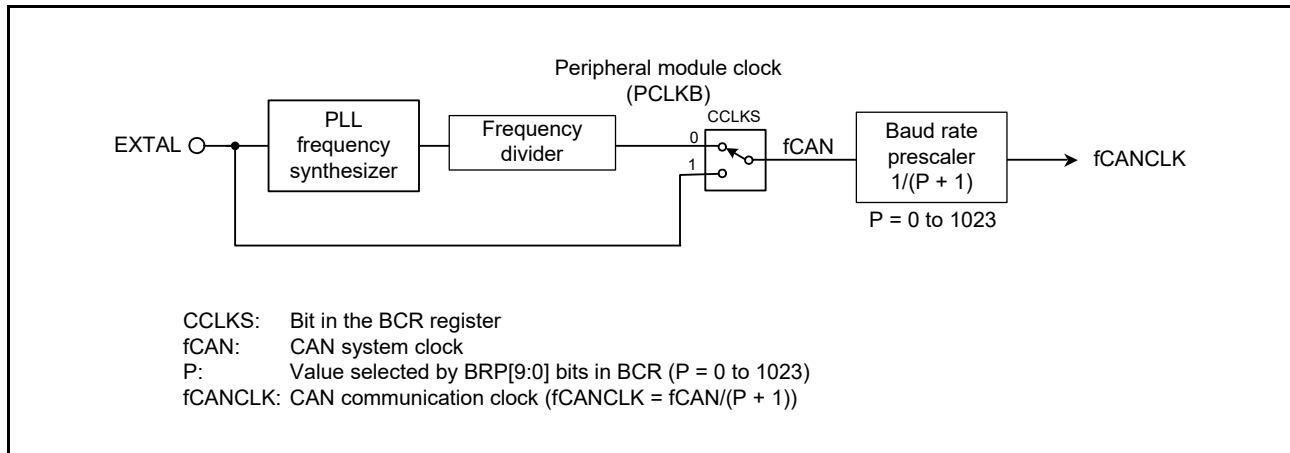 Peripheral module clock
(PCLKB)
CCLKS
EXTAL
PLL
frequency
synthesizer
Frequency
divider
0
1
fCAN
Baud rate
prescaler
1/(P + 1)
fCANCLK
P = 0 to 1023
CCLKS: Bit in the BCR register
fCAN: CAN system clock
P: Value selected by BRP[9:0] bits in BCR (P = 0 to 1023)
fCANCLK: CAN communication clock (fCANCLK = fCAN/(P + 1))